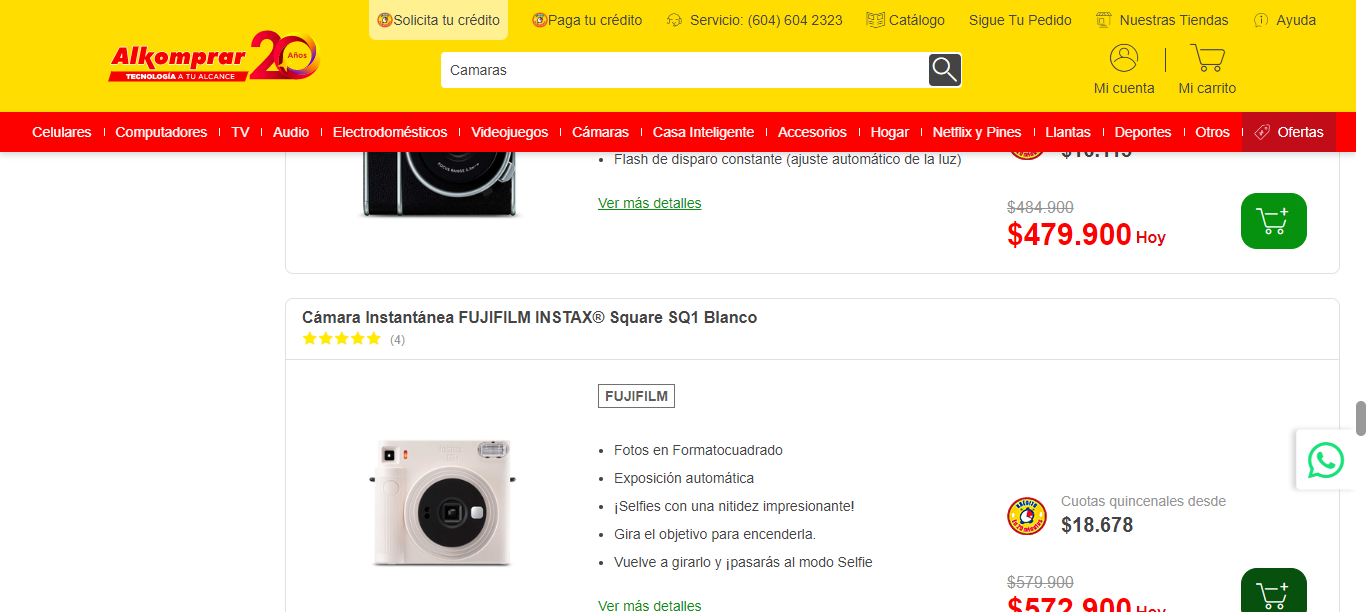 Solicita tu crédito
Paga tu crédito
Servicio: (604) 604 2323
Catálogo
Sigue Tu Pedido
Nuestras Tiendas
Ayuda
Alkomprar 20 Años
TECNOLOGÍA A TU ALCANCE
Camaras
Mi cuenta
Mi carrito
Celulares
Computadores
TV
Audio
Electrodomésticos
Videojuegos
Cámaras
Casa Inteligente
Accesorios
Hogar
Netflix y Pines
Llantas
Deportes
Otros
Ofertas
Flash de disparo constante (ajuste automático de la luz)
Ver más detalles
$484.900
$479.900 Hoy
Cámara Instantánea FUJIFILM INSTAX® Square SQ1 Blanco
(4)
FUJIFILM
Fotos en Formatocuadrado
Exposición automática
¡Selfies con una nitidez impresionante!
Gira el objetivo para encenderla.
Vuelve a girarlo y ¡pasarás al modo Selfie
Ver más detalles
Cuotas quincenales desde
$18.678
$579.900
$572.900 Hoy